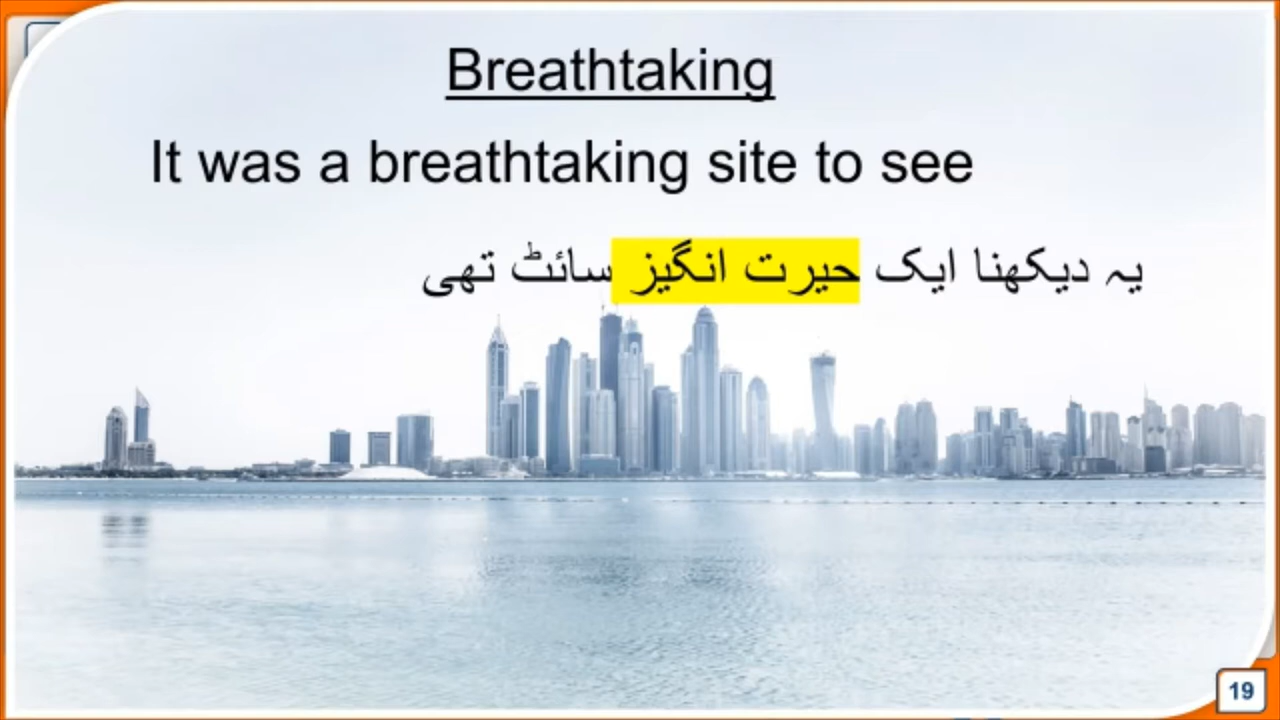 Breathtaking
It was a breathtaking site to see
یہ دیکھنا ایک حیرت انگیز سائٹ تھی
19